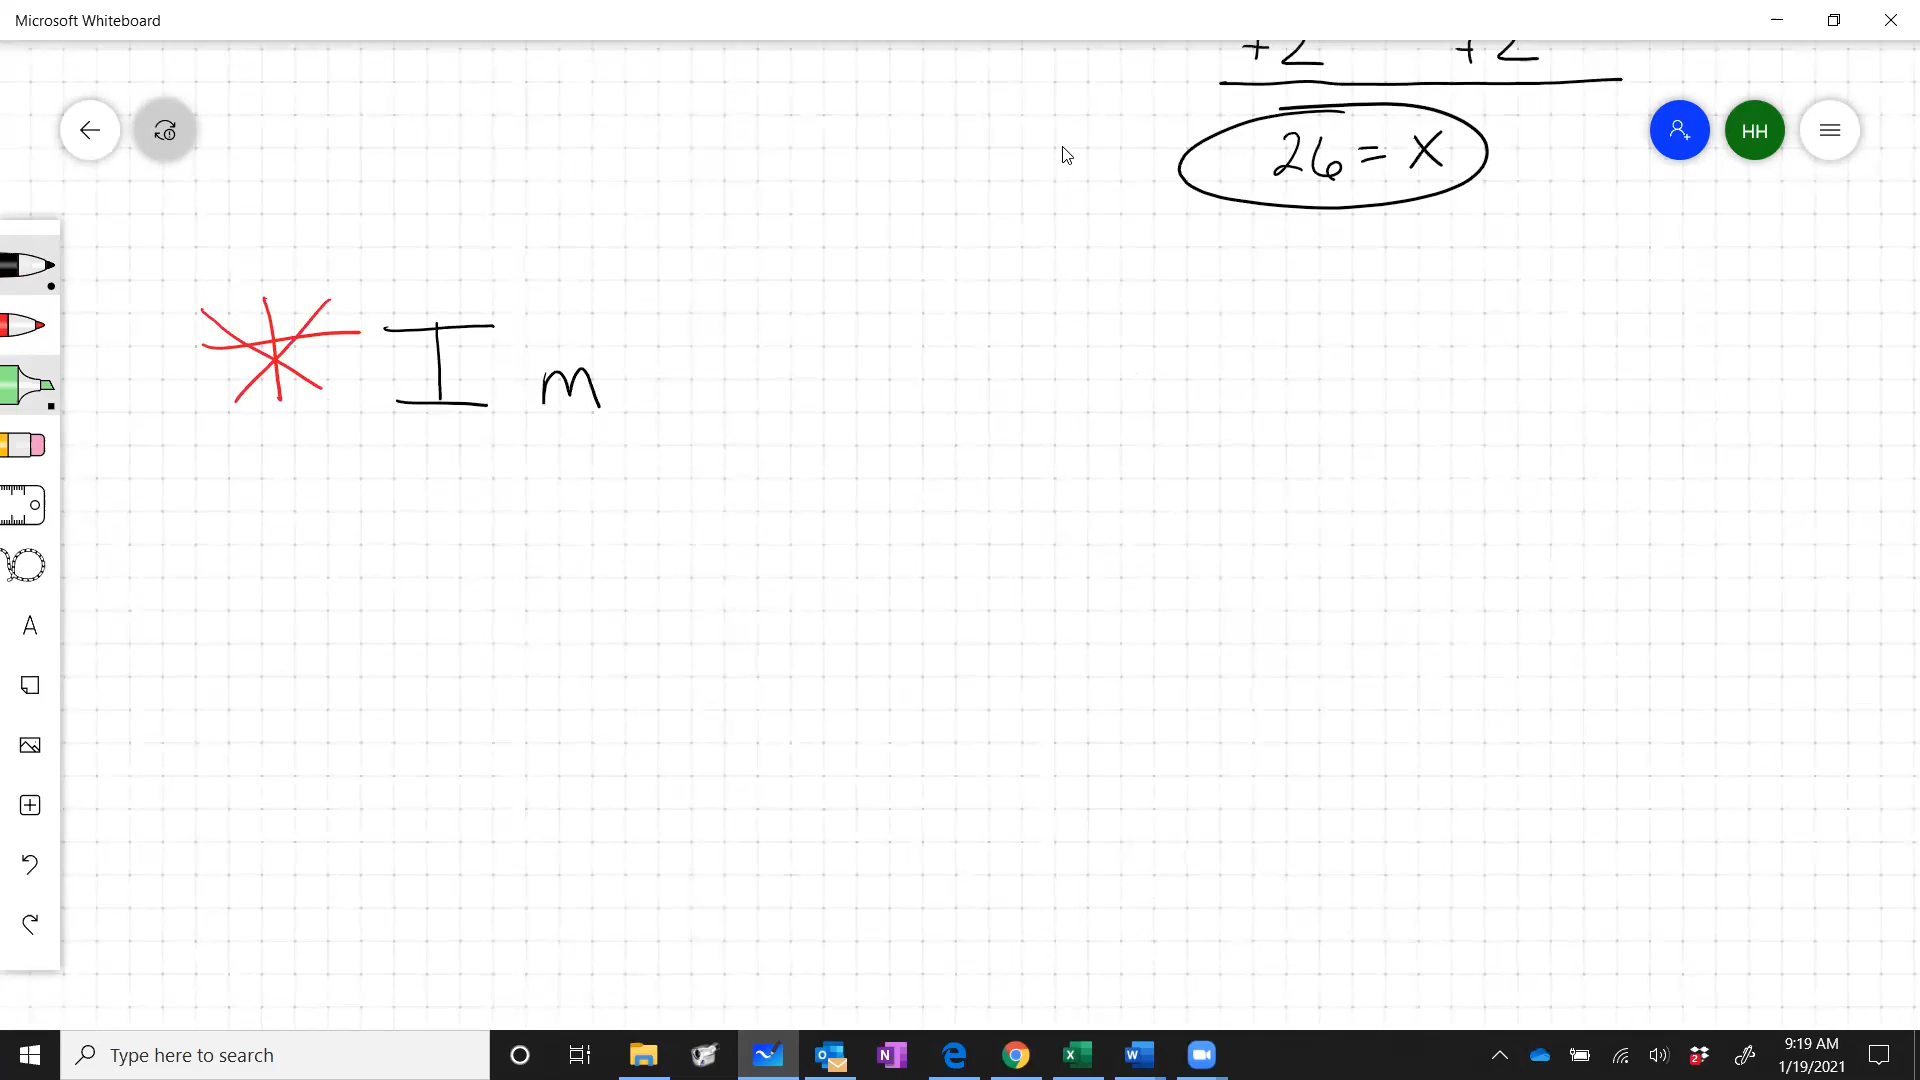 Microsoft Whiteboard
+2 +2
26 = x
HH
* I m
A
Type here to search
9:19 AM
1/19/2021